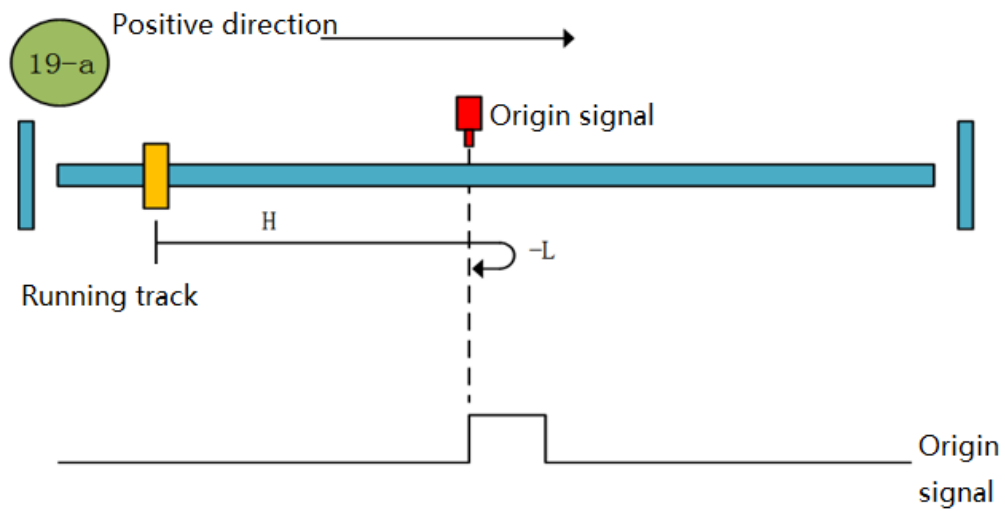 Positive direction
19-a
Origin signal
H
-L
Running track
Origin
signal